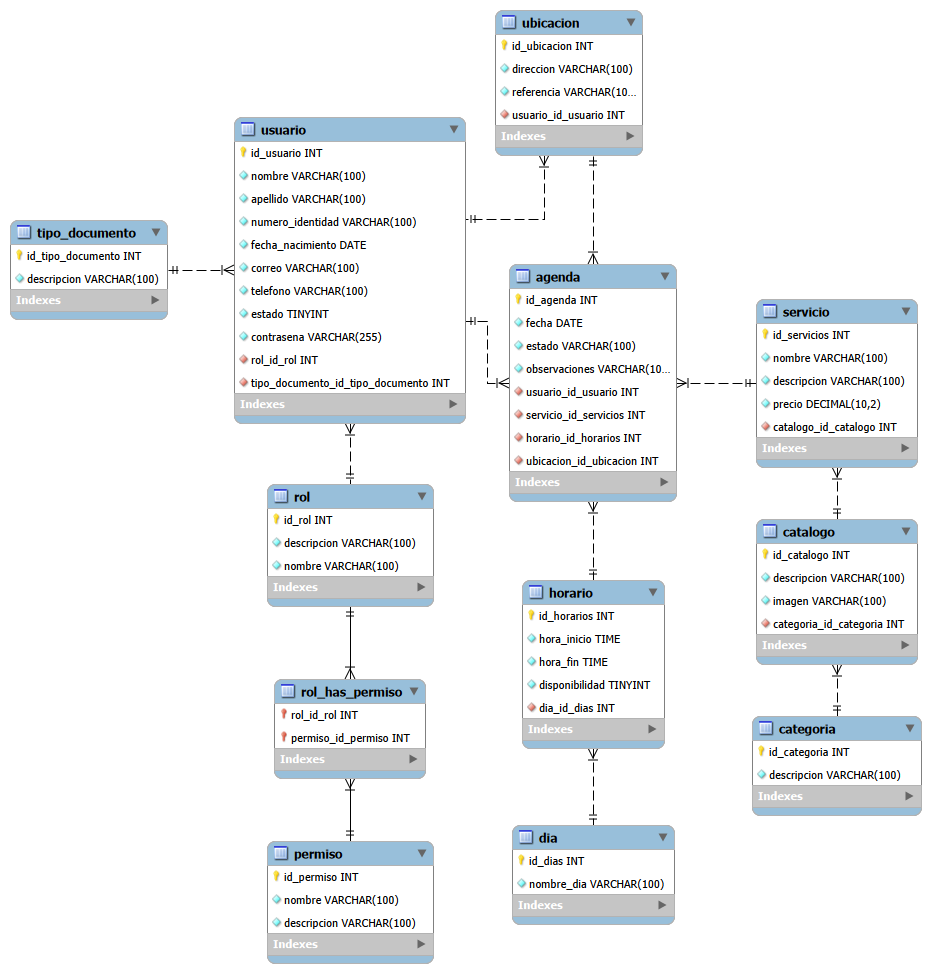 ubicacion
id_ubicacion INT
direccion VARCHAR(100)
referencia VARCHAR(10...
usuario_id_usuario INT
Indexes
usuario
id_usuario INT
nombre VARCHAR(100)
apellido VARCHAR(100)
numero_identidad VARCHAR(100)
fecha_nacimiento DATE
correo VARCHAR(100)
telefono VARCHAR(100)
estado TINYINT
contrasena VARCHAR(255)
rol_id_rol INT
tipo_documento_id_tipo_documento INT
Indexes
tipo_documento
id_tipo_documento INT
descripcion VARCHAR(100)
Indexes
agenda
id_agenda INT
fecha DATE
estado VARCHAR(100)
observaciones VARCHAR(10...
usuario_id_usuario INT
servicio_id_servicios INT
horario_id_horarios INT
ubicacion_id_ubicacion INT
Indexes
servicio
id_servicios INT
nombre VARCHAR(100)
descripcion VARCHAR(100)
precio DECIMAL(10,2)
catalogo_id_catalogo INT
Indexes
rol
id_rol INT
descripcion VARCHAR(100)
nombre VARCHAR(100)
Indexes
catalogo
id_catalogo INT
descripcion VARCHAR(100)
imagen VARCHAR(100)
categoria_id_categoria INT
Indexes
horario
id_horarios INT
hora_inicio TIME
hora_fin TIME
disponibilidad TINYINT
dia_id_dias INT
Indexes
rol_has_permiso
rol_id_rol INT
permiso_id_permiso INT
Indexes
categoria
id_categoria INT
descripcion VARCHAR(100)
Indexes
dia
id_dias INT
nombre_dia VARCHAR(100)
Indexes
permiso
id_permiso INT
nombre VARCHAR(100)
descripcion VARCHAR(100)
Indexes